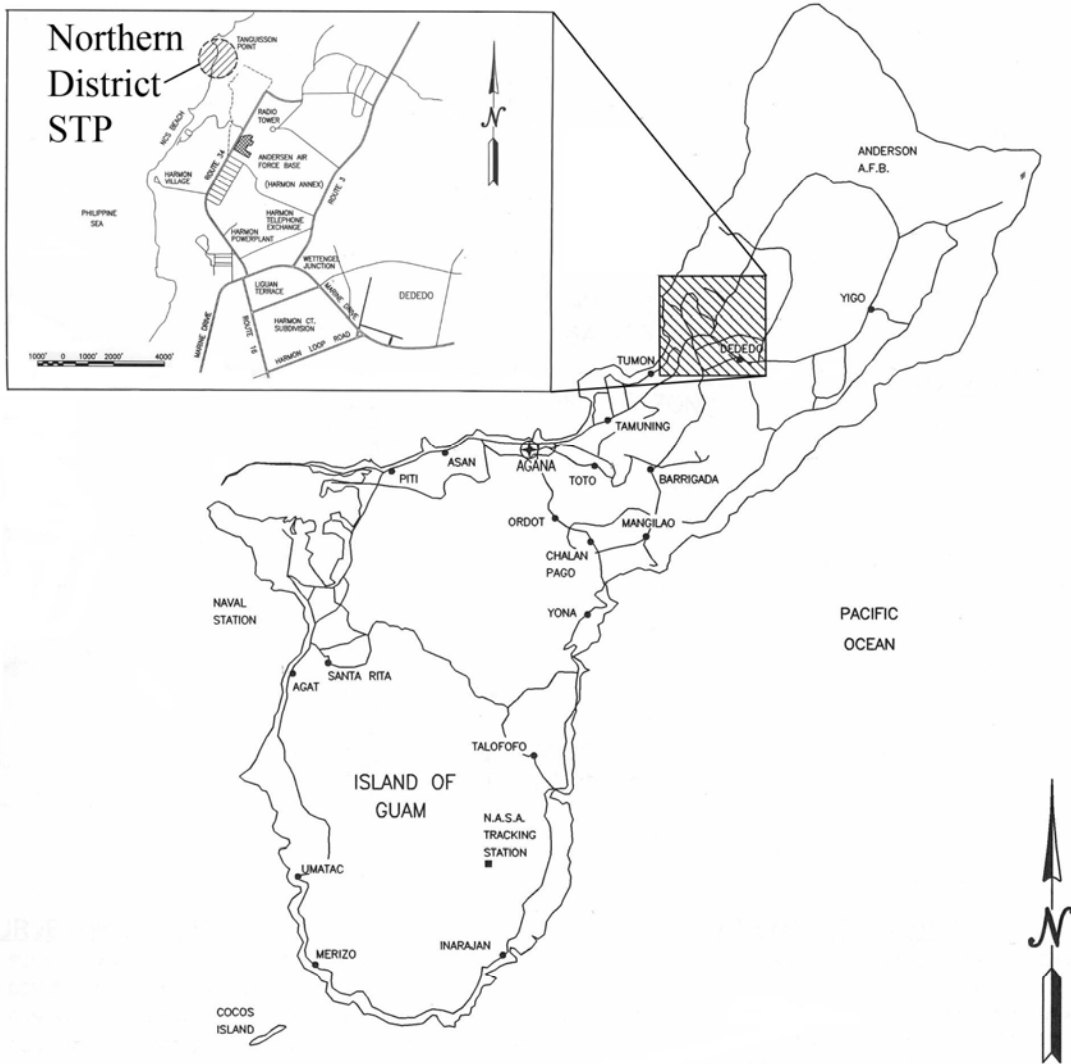 Northern
District
STP
TANGUISSON
POINT
NCS BEACH
RADIO
TOWER
ROUTE 34
ANDERSEN AIR
FORCE BASE
(HARMON ANNEX)
ROUTE 3
HARMON
VILLAGE
PHILIPPINE
SEA
HARMON
TELEPHONE
EXCHANGE
HARMON
POWERPLANT
WETTENGEL
JUNCTION
LIGUAN
TERRACE
MARINE DRIVE
DEDEDO
HARMON CT.
SUBDIVISION
MARINE DRIVE
ROUTE 16
HARMON LOOP ROAD
1000' 0 1000' 2000' 4000'
N
ANDERSON
A.F.B.
YIGO
DEDEDO
TUMON
TAMUNING
ASAN
AGANA
PITI
TOTO
BARRIGADA
ORDOT
MANGILAO
CHALAN
PAGO
NAVAL
STATION
YONA
PACIFIC
OCEAN
SANTA RITA
AGAT
TALOFOFO
ISLAND OF
GUAM
N.A.S.A.
TRACKING
STATION
UMATAC
INARAJAN
MERIZO
COCOS
ISLAND
N